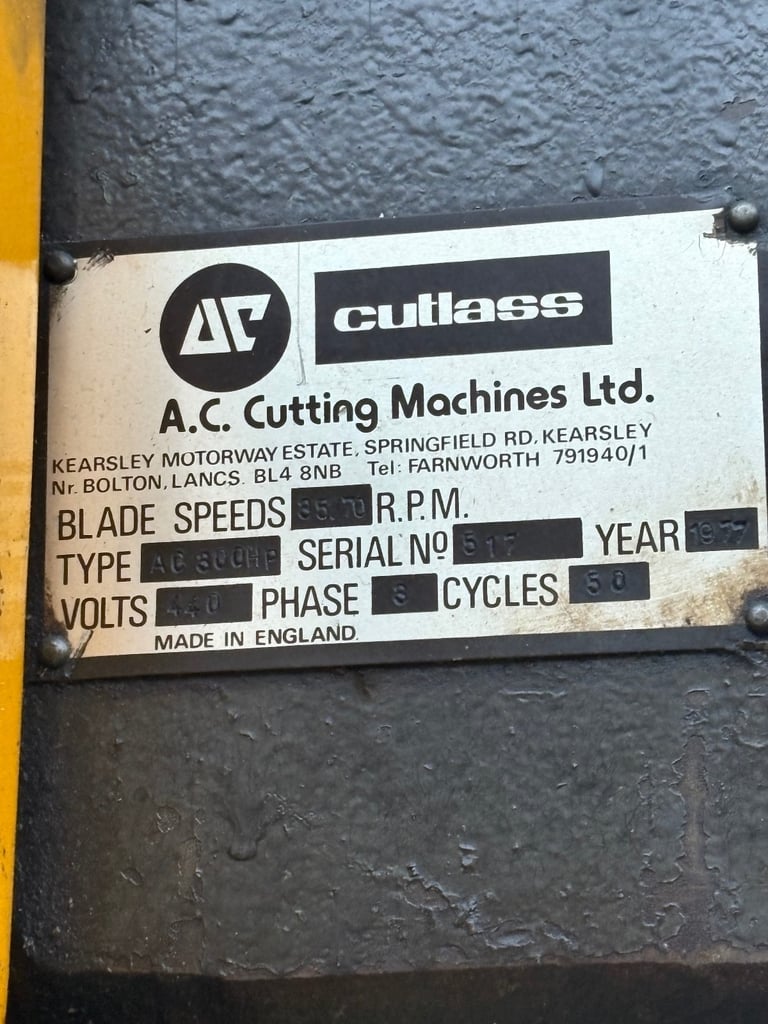 AC cutlass
A.C. Cutting Machines Ltd.
KEARSLEY MOTORWAY ESTATE, SPRINGFIELD RD, KEARSLEY
Nr. BOLTON, LANCS. BL4 8NB Tel: FARNWORTH 791940/1
BLADE SPEEDS 35.70 R.P.M.
TYPE AC 300HP SERIAL Nº 517 YEAR 1977
VOLTS 440 PHASE 3 CYCLES 50
MADE IN ENGLAND.